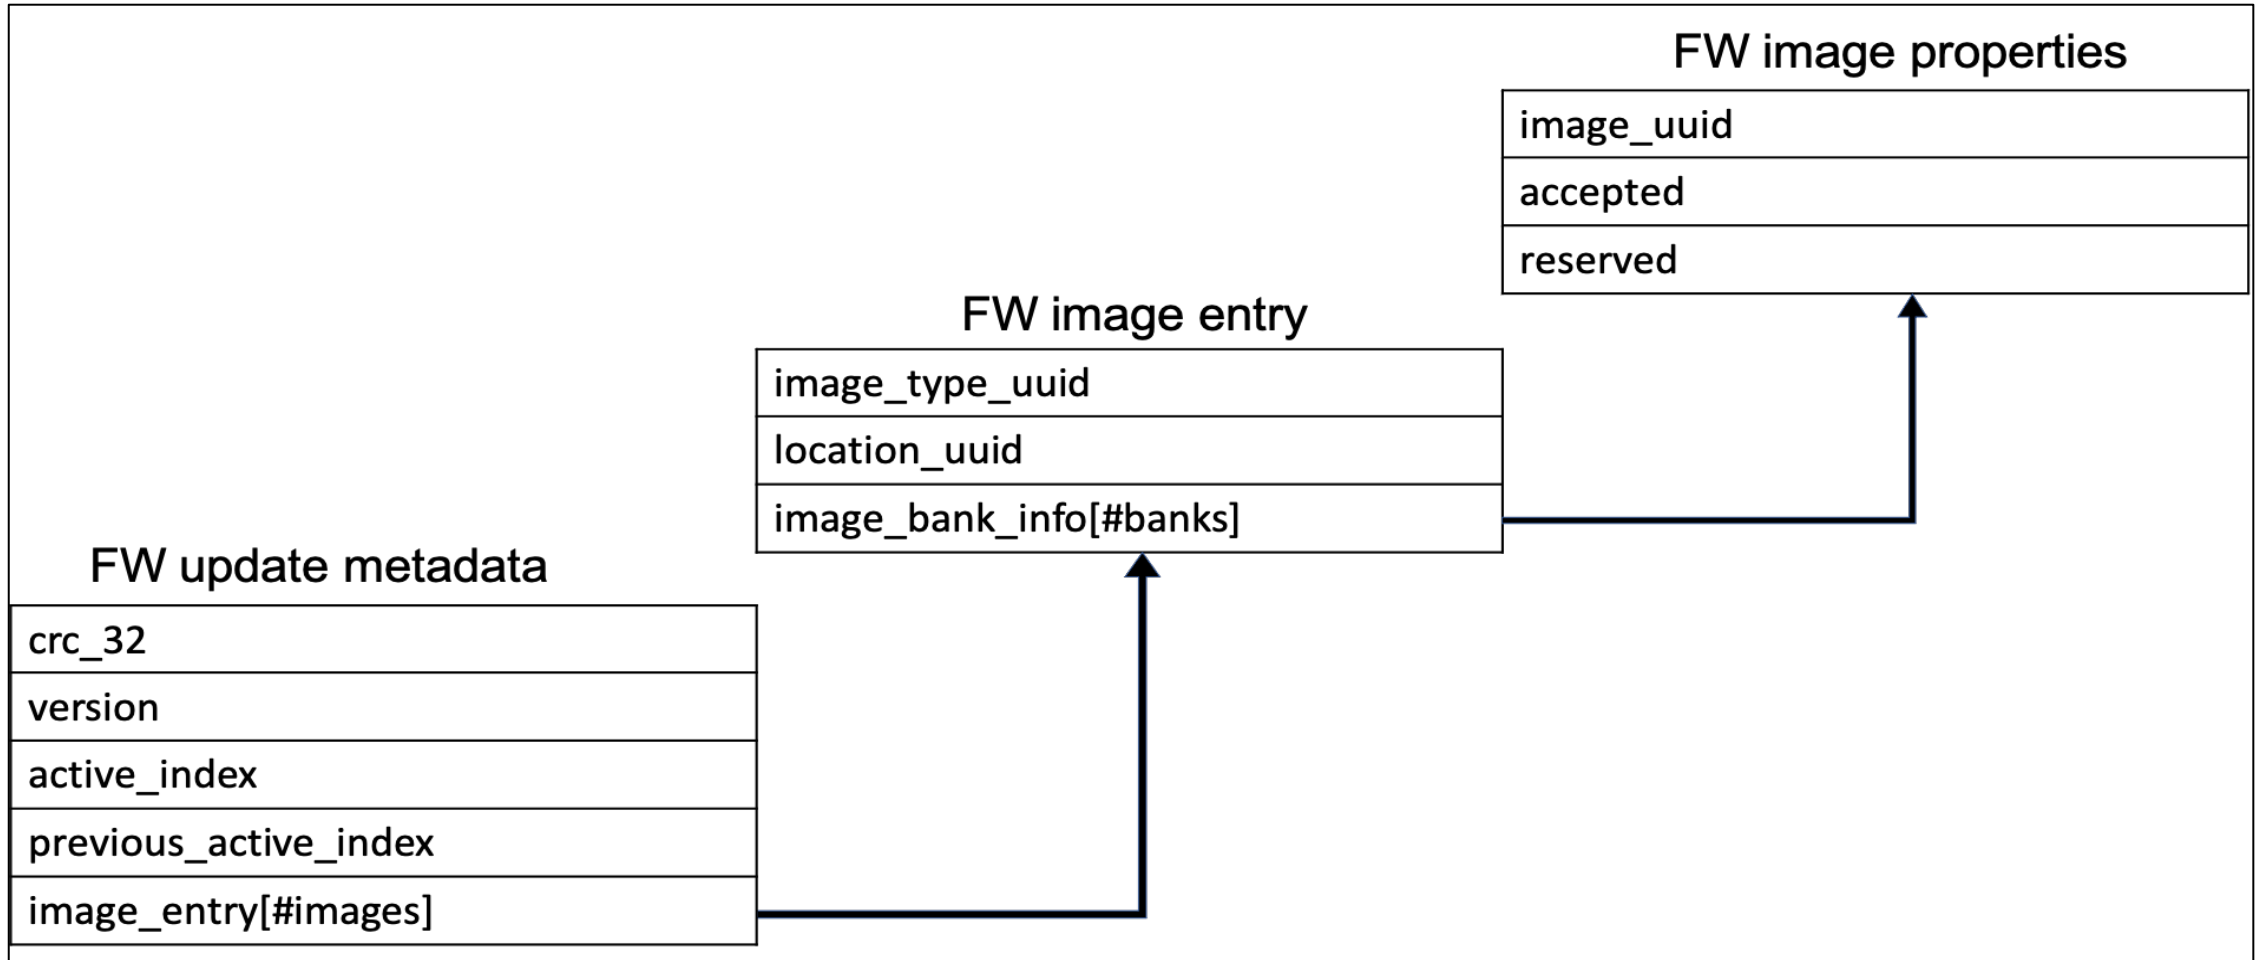 FW image properties
image_uuid
accepted
reserved
FW image entry
image_type_uuid
location_uuid
image_bank_info[#banks]
FW update metadata
crc_32
version
active_index
previous_active_index
image_entry[#images]